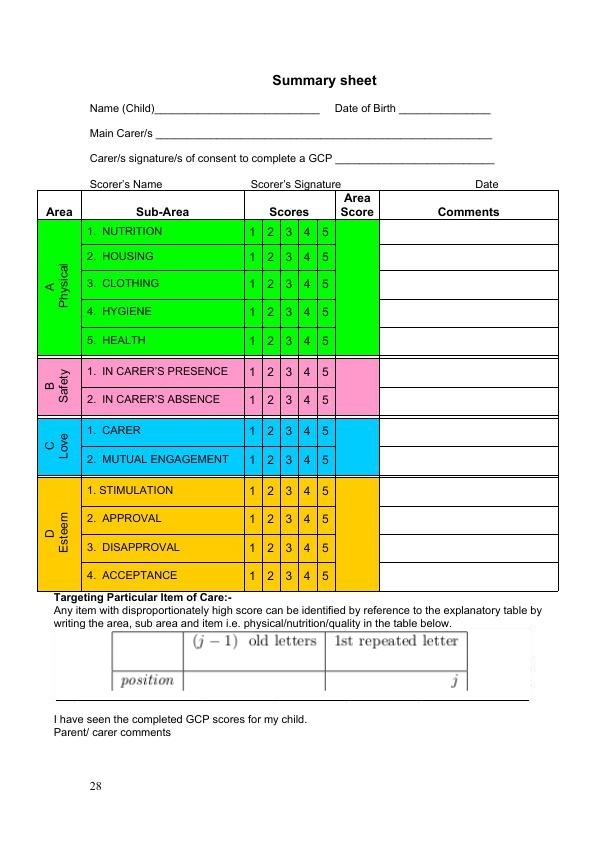 Summary sheet
Name (Child)___________________________ Date of Birth _______________
Main Carer/s _______________________________________________________
Carer/s signature/s of consent to complete a GCP __________________________
Scorer's Name Scorer's Signature Date
Area Sub-Area Scores Area Score Comments
A Physical
1. NUTRITION 1 2 3 4 5
2. HOUSING 1 2 3 4 5
3. CLOTHING 1 2 3 4 5
4. HYGIENE 1 2 3 4 5
5. HEALTH 1 2 3 4 5
B Safety
1. IN CARER'S PRESENCE 1 2 3 4 5
2. IN CARER'S ABSENCE 1 2 3 4 5
C Love
1. CARER 1 2 3 4 5
2. MUTUAL ENGAGEMENT 1 2 3 4 5
D Esteem
1. STIMULATION 1 2 3 4 5
2. APPROVAL 1 2 3 4 5
3. DISAPPROVAL 1 2 3 4 5
4. ACCEPTANCE 1 2 3 4 5
Targeting Particular Item of Care:-
Any item with disproportionately high score can be identified by reference to the explanatory table by
writing the area, sub area and item i.e. physical/nutrition/quality in the table below.
(j − 1) old letters 1st repeated letter
position j
I have seen the completed GCP scores for my child.
Parent/ carer comments
28